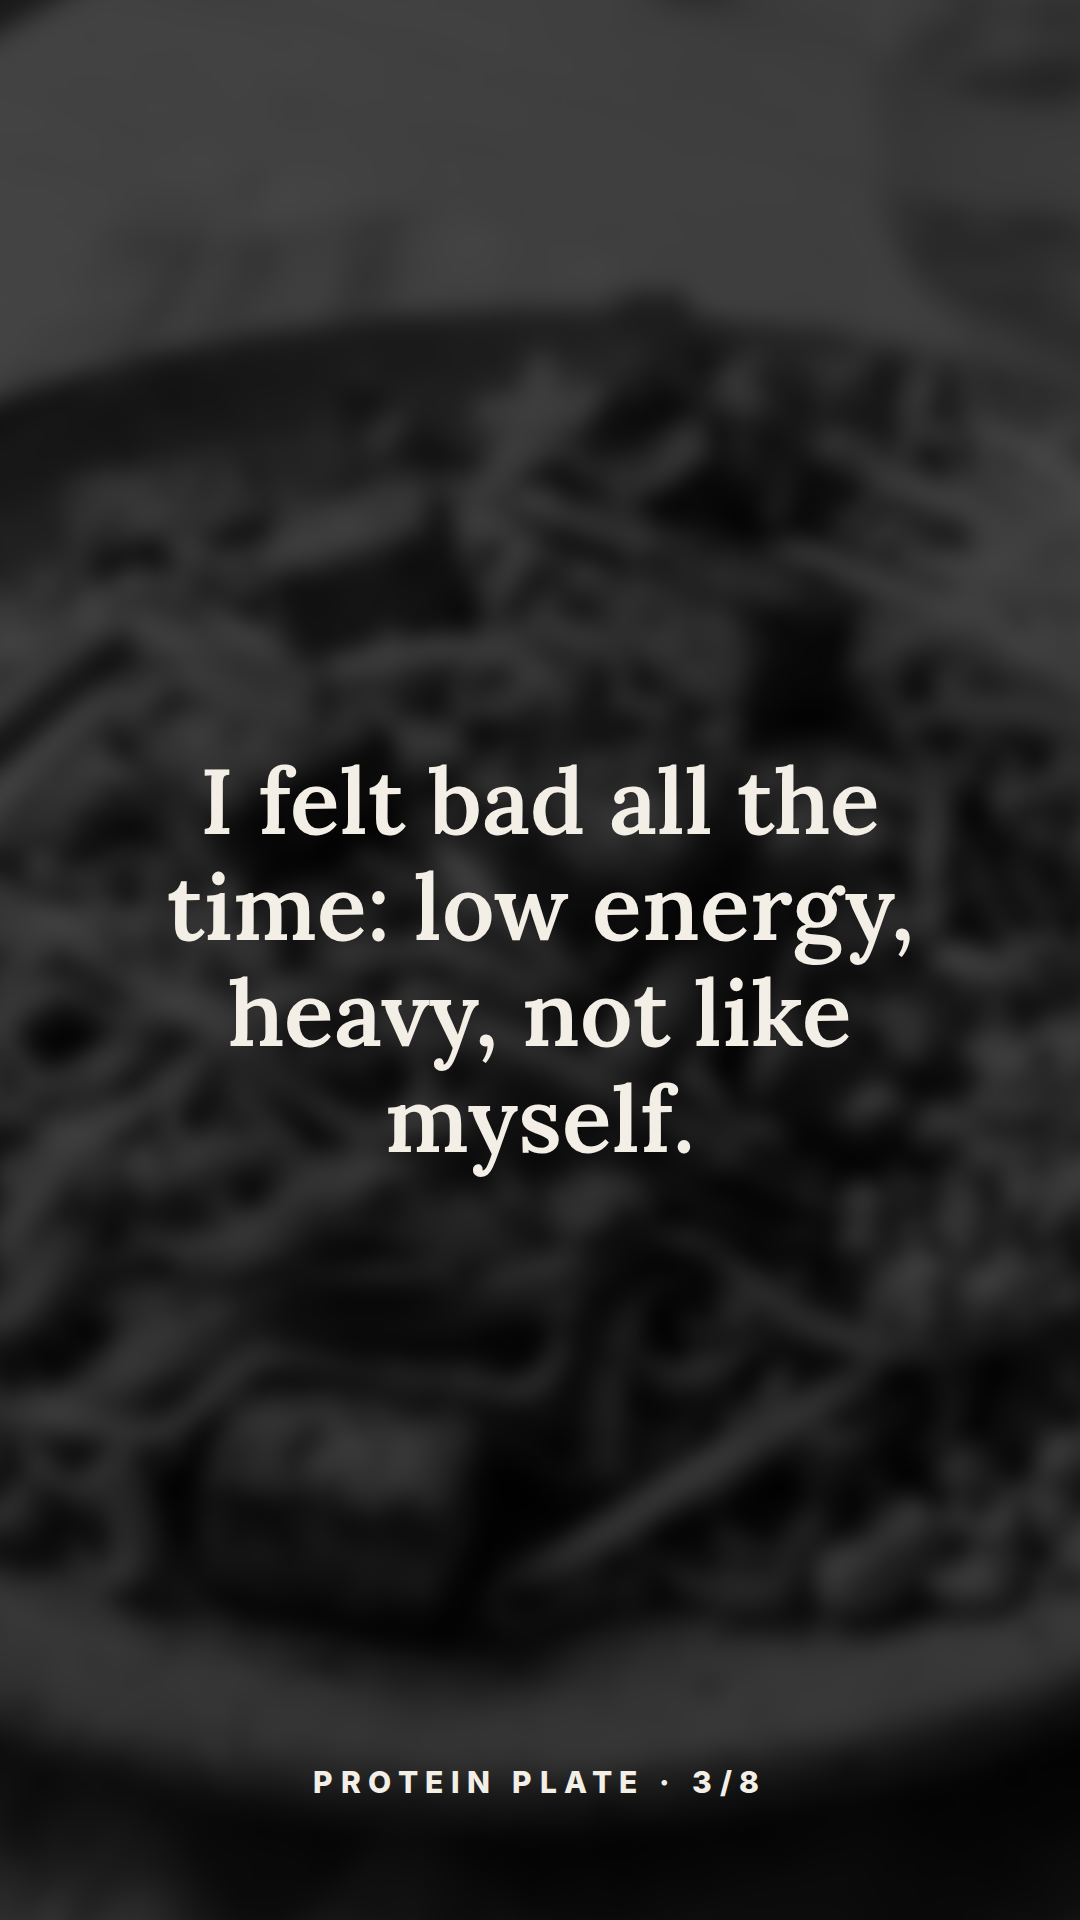 I felt bad all the
time: low energy,
heavy, not like
myself.
PROTEIN PLATE · 3/8